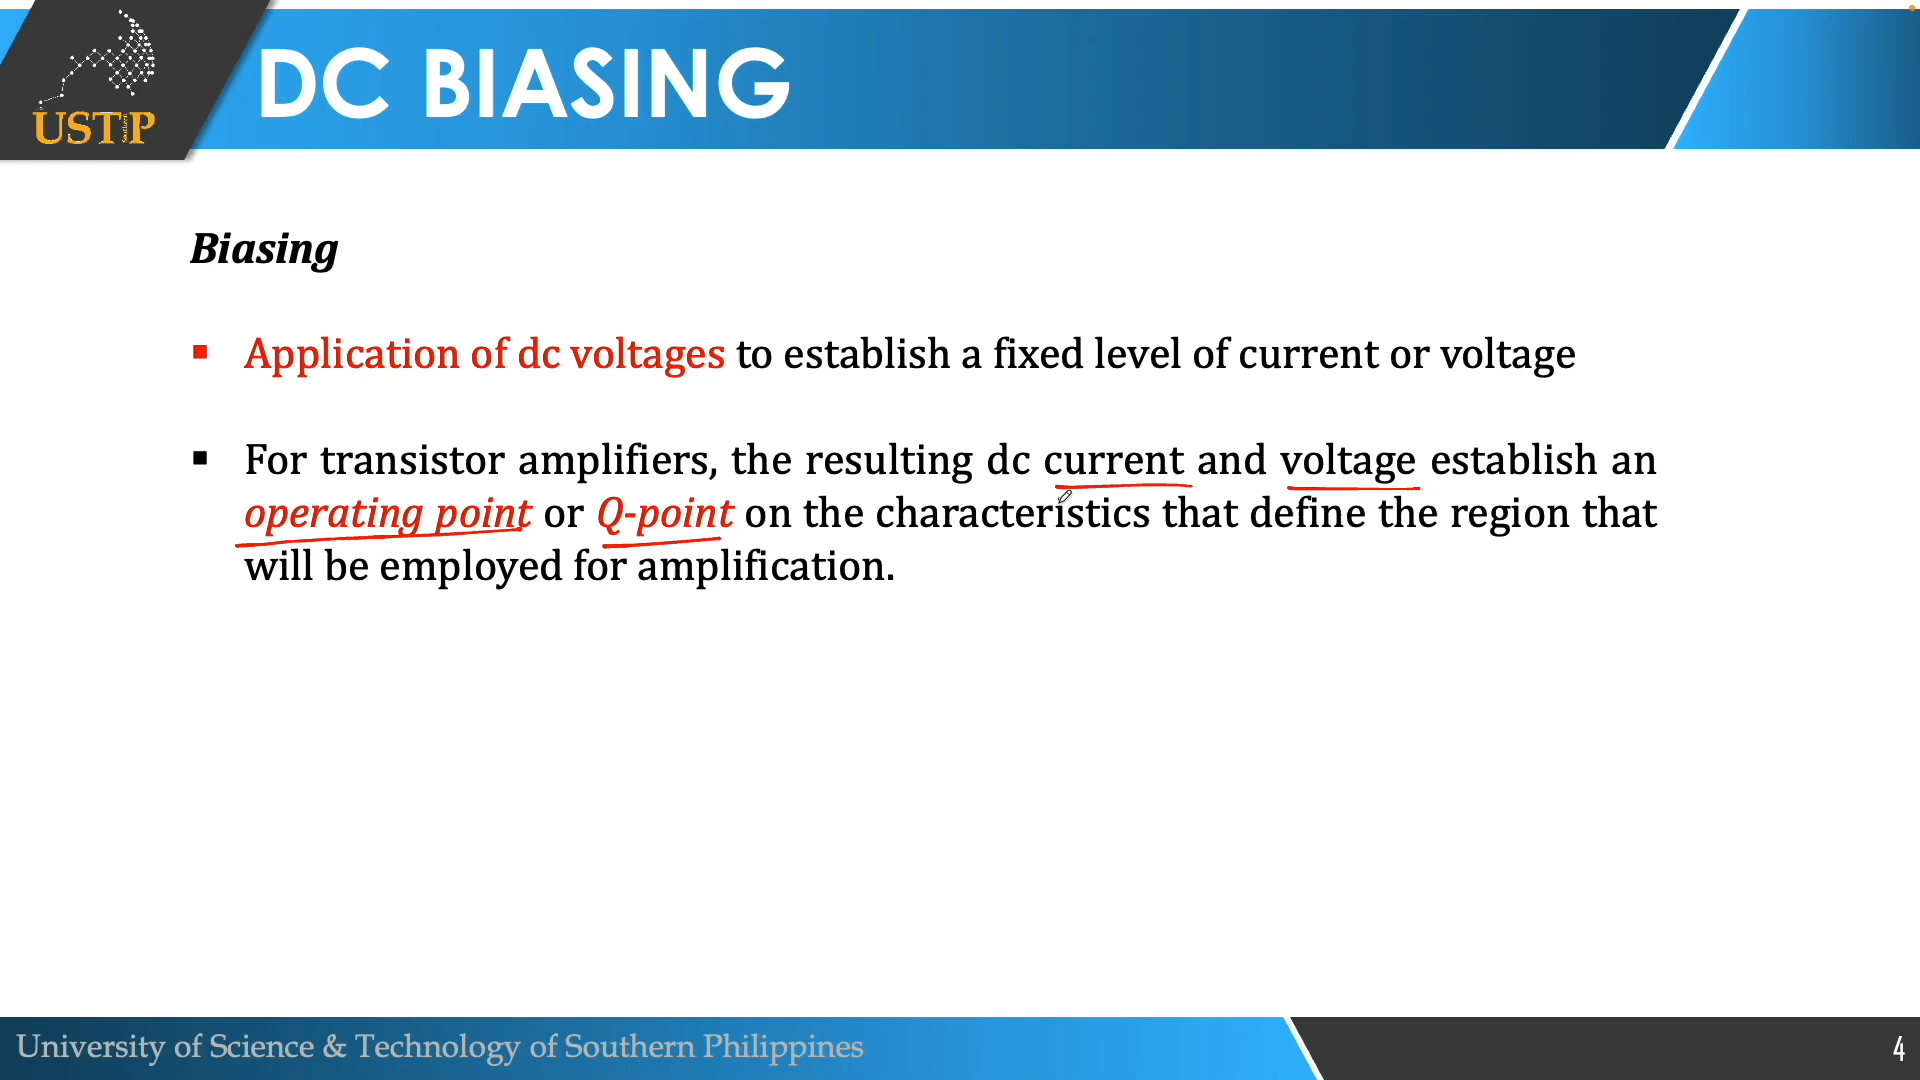 USTP
DC BIASING
Biasing
▪ Application of dc voltages to establish a fixed level of current or voltage
▪ For transistor amplifiers, the resulting dc current and voltage establish an
operating point or Q-point on the characteristics that define the region that
will be employed for amplification.
University of Science & Technology of Southern Philippines
4